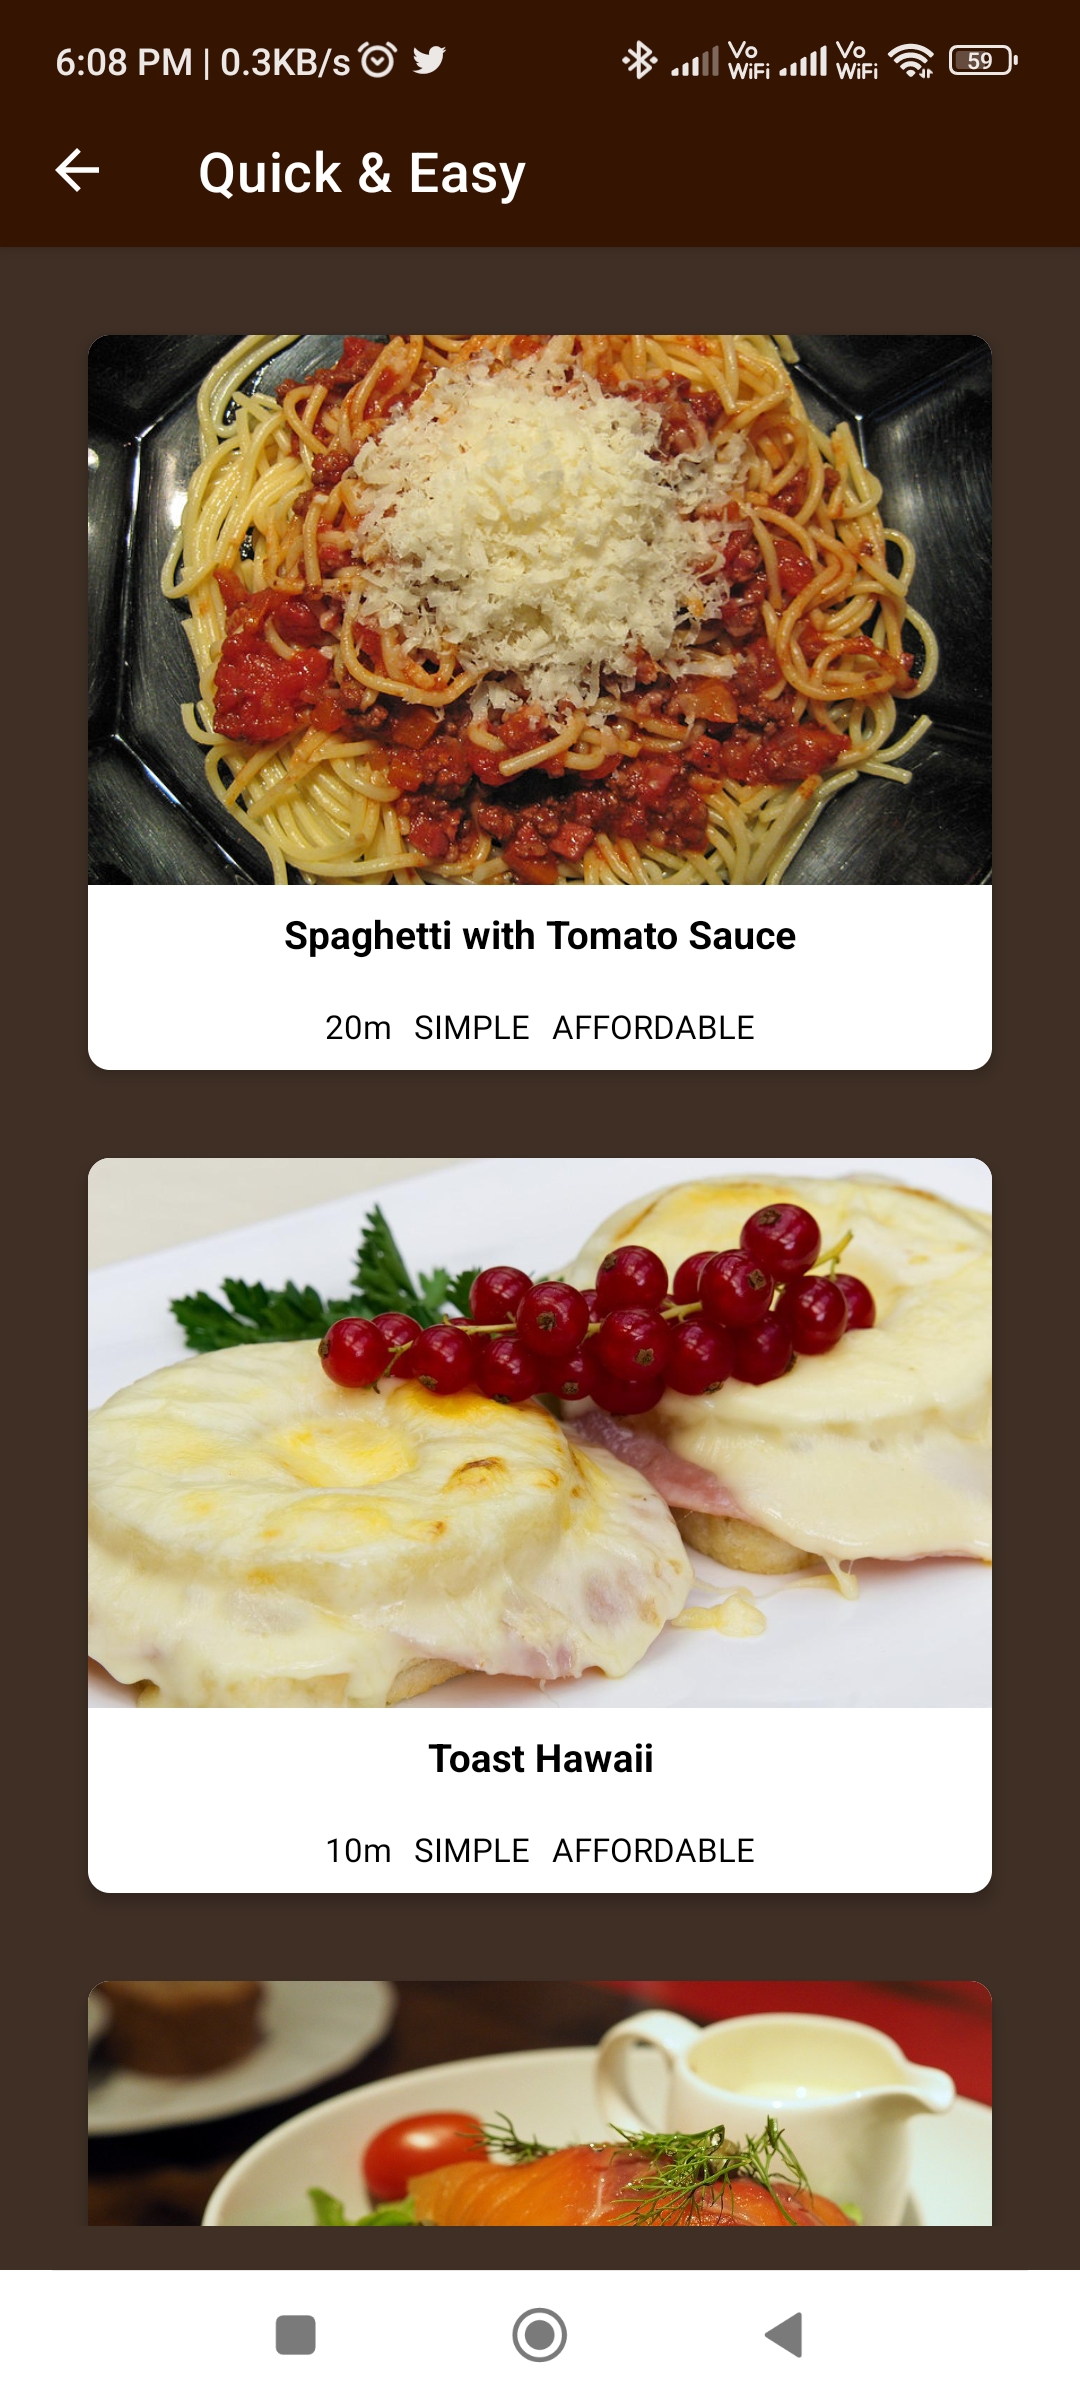 6:08 PM | 0.3KB/s Vo WiFi Vo WiFi 59
Quick & Easy
Spaghetti with Tomato Sauce
20m SIMPLE AFFORDABLE
Toast Hawaii
10m SIMPLE AFFORDABLE